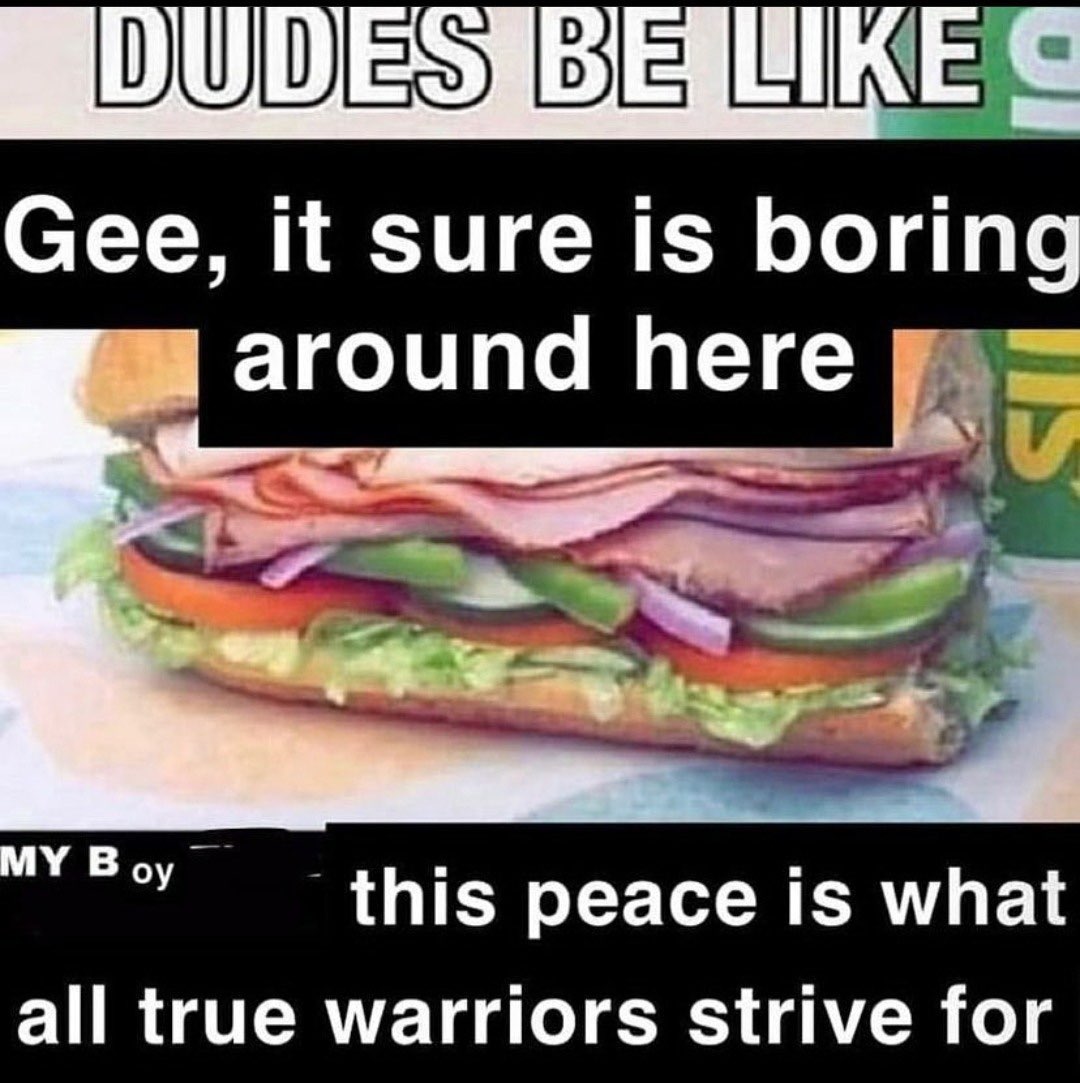 DUDES BE LIKE
Gee, it sure is boring
around here
MY B oy
this peace is what
all true warriors strive for